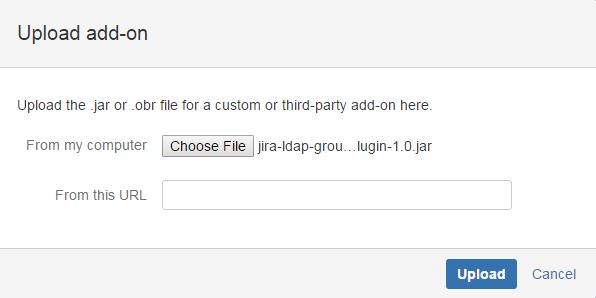 Upload add-on
Upload the .jar or .obr file for a custom or third-party add-on here.
From my computer Choose File jira-ldap-grou…lugin-1.0.jar
From this URL
Upload Cancel